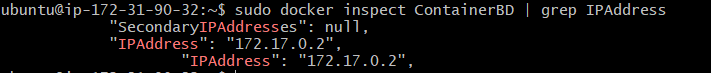 ubuntu@ip-172-31-90-32:~$ sudo docker inspect ContainerBD | grep IPAddress
"SecondaryIPAddresses": null,
"IPAddress": "172.17.0.2",
"IPAddress": "172.17.0.2",